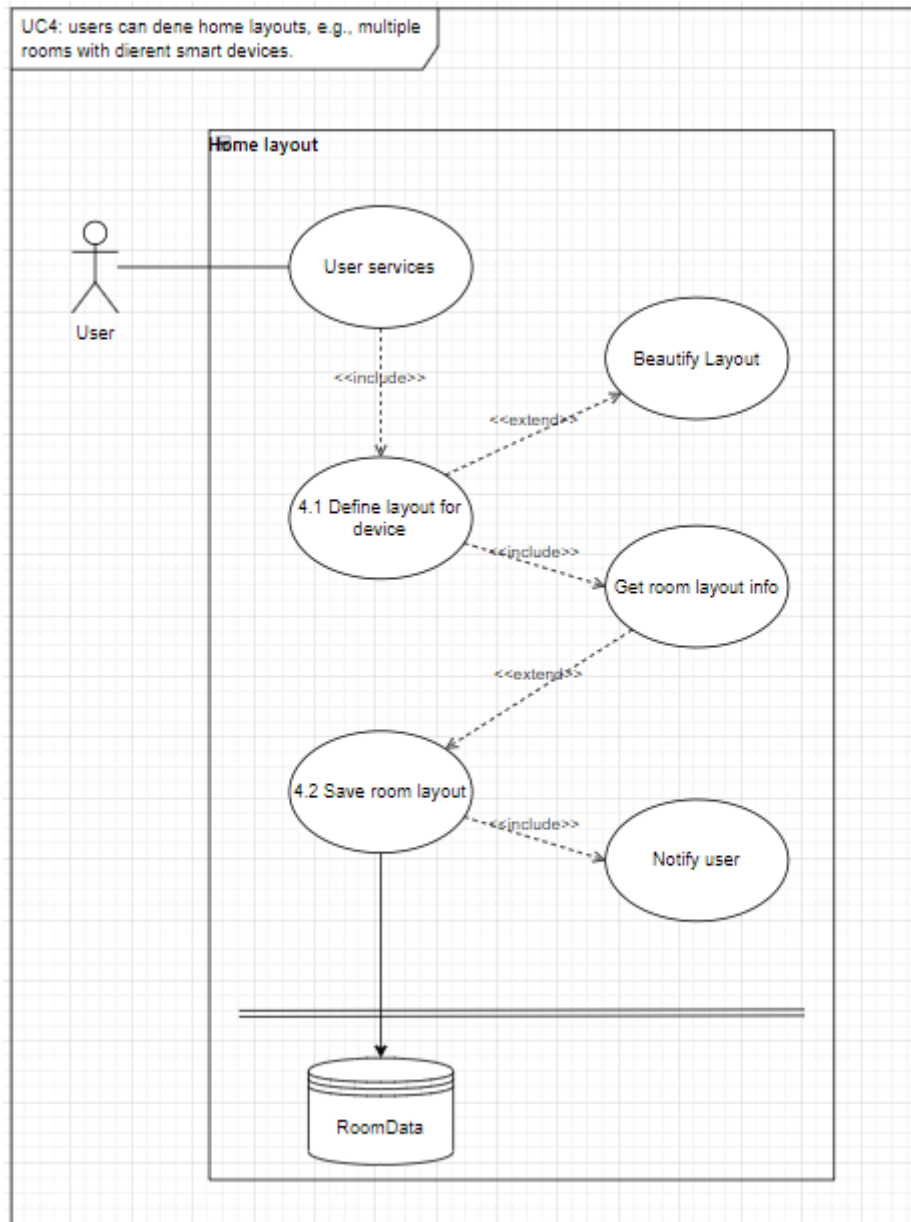 UC4: users can dene home layouts, e.g., multiple
rooms with dierent smart devices.
Home layout
User services
User
<<include>>
Beautify Layout
<<extend>>
4.1 Define layout for
device
<<include>>
Get room layout info
<<extend>>
4.2 Save room layout
<<include>>
Notify user
RoomData